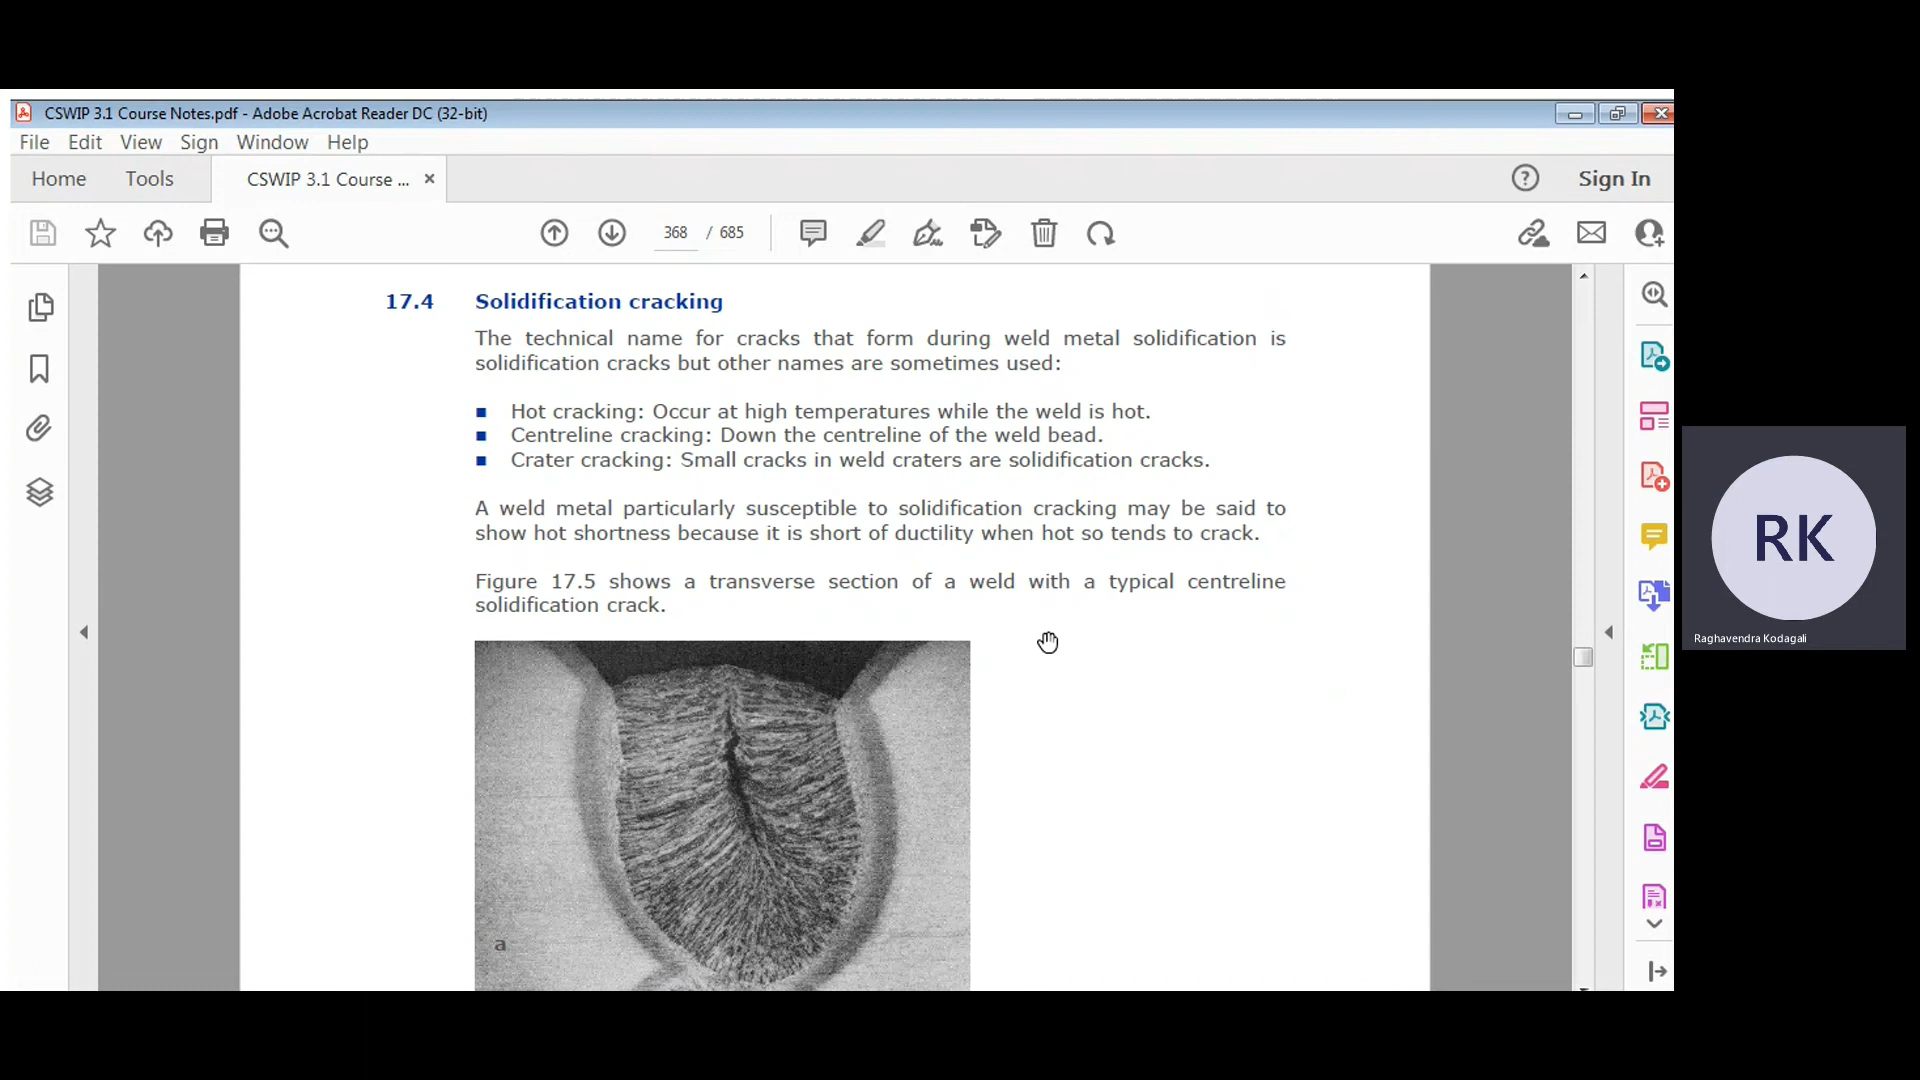 CSWIP 3.1 Course Notes.pdf - Adobe Acrobat Reader DC (32-bit)
File Edit View Sign Window Help
Home Tools CSWIP 3.1 Course ... × ? Sign In
368 / 685
17.4 Solidification cracking
The technical name for cracks that form during weld metal solidification is
solidification cracks but other names are sometimes used:
■ Hot cracking: Occur at high temperatures while the weld is hot.
■ Centreline cracking: Down the centreline of the weld bead.
■ Crater cracking: Small cracks in weld craters are solidification cracks.
A weld metal particularly susceptible to solidification cracking may be said to
show hot shortness because it is short of ductility when hot so tends to crack.
Figure 17.5 shows a transverse section of a weld with a typical centreline
solidification crack.
a
RK
Raghavendra Kodagali